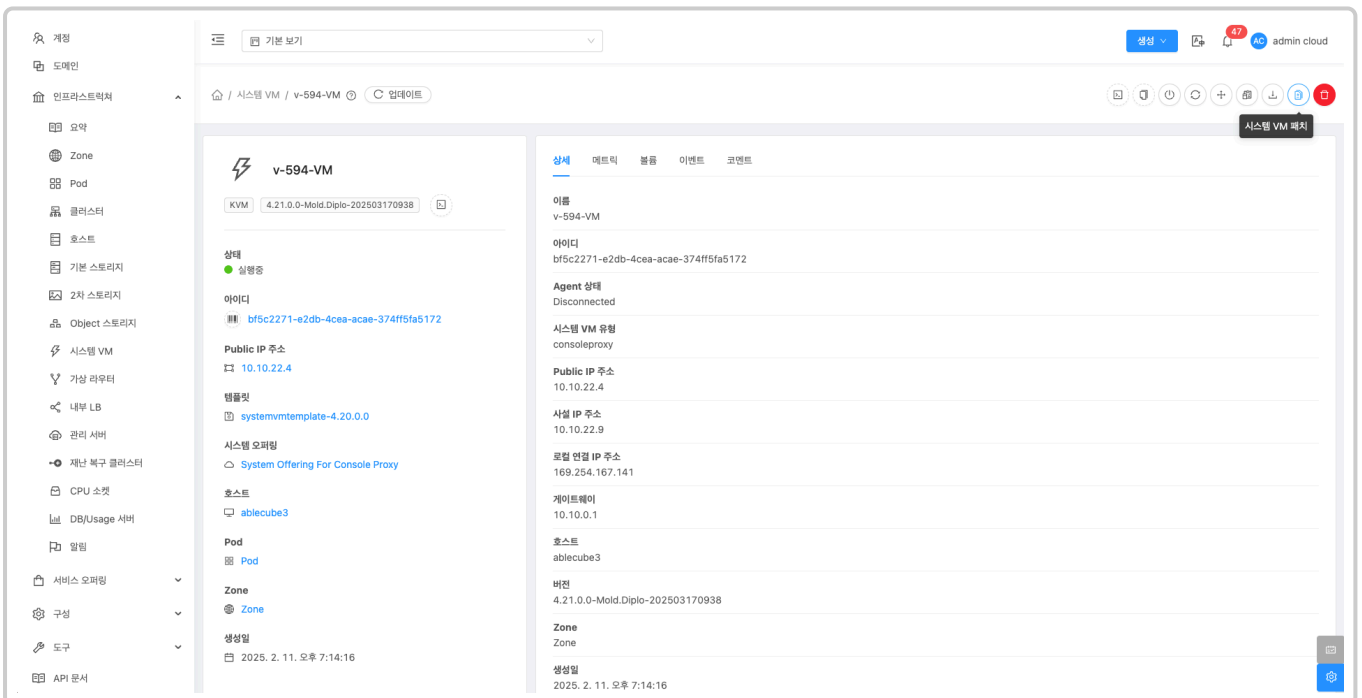 계정
도메인
인프라스트럭쳐
요약
Zone
Pod
클러스터
호스트
기본 스토리지
2차 스토리지
Object 스토리지
시스템 VM
가상 라우터
내부 LB
관리 서버
재난 복구 클러스터
CPU 소켓
DB/Usage 서버
알림
서비스 오퍼링
구성
도구
API 문서
기본 보기
생성
47
AC
admin cloud
/ 시스템 VM / v-594-VM 업데이트
시스템 VM 패치
v-594-VM
KVM 4.21.0.0-Mold.Diplo-202503170938
상태
실행중
아이디
bf5c2271-e2db-4cea-acae-374ff5fa5172
Public IP 주소
10.10.22.4
템플릿
systemvmtemplate-4.20.0.0
시스템 오퍼링
System Offering For Console Proxy
호스트
ablecube3
Pod
Pod
Zone
Zone
생성일
2025. 2. 11. 오후 7:14:16
상세 메트릭 볼륨 이벤트 코멘트
이름
v-594-VM
아이디
bf5c2271-e2db-4cea-acae-374ff5fa5172
Agent 상태
Disconnected
시스템 VM 유형
consoleproxy
Public IP 주소
10.10.22.4
사설 IP 주소
10.10.22.9
로컬 연결 IP 주소
169.254.167.141
게이트웨이
10.10.0.1
호스트
ablecube3
버전
4.21.0.0-Mold.Diplo-202503170938
Zone
Zone
생성일
2025. 2. 11. 오후 7:14:16